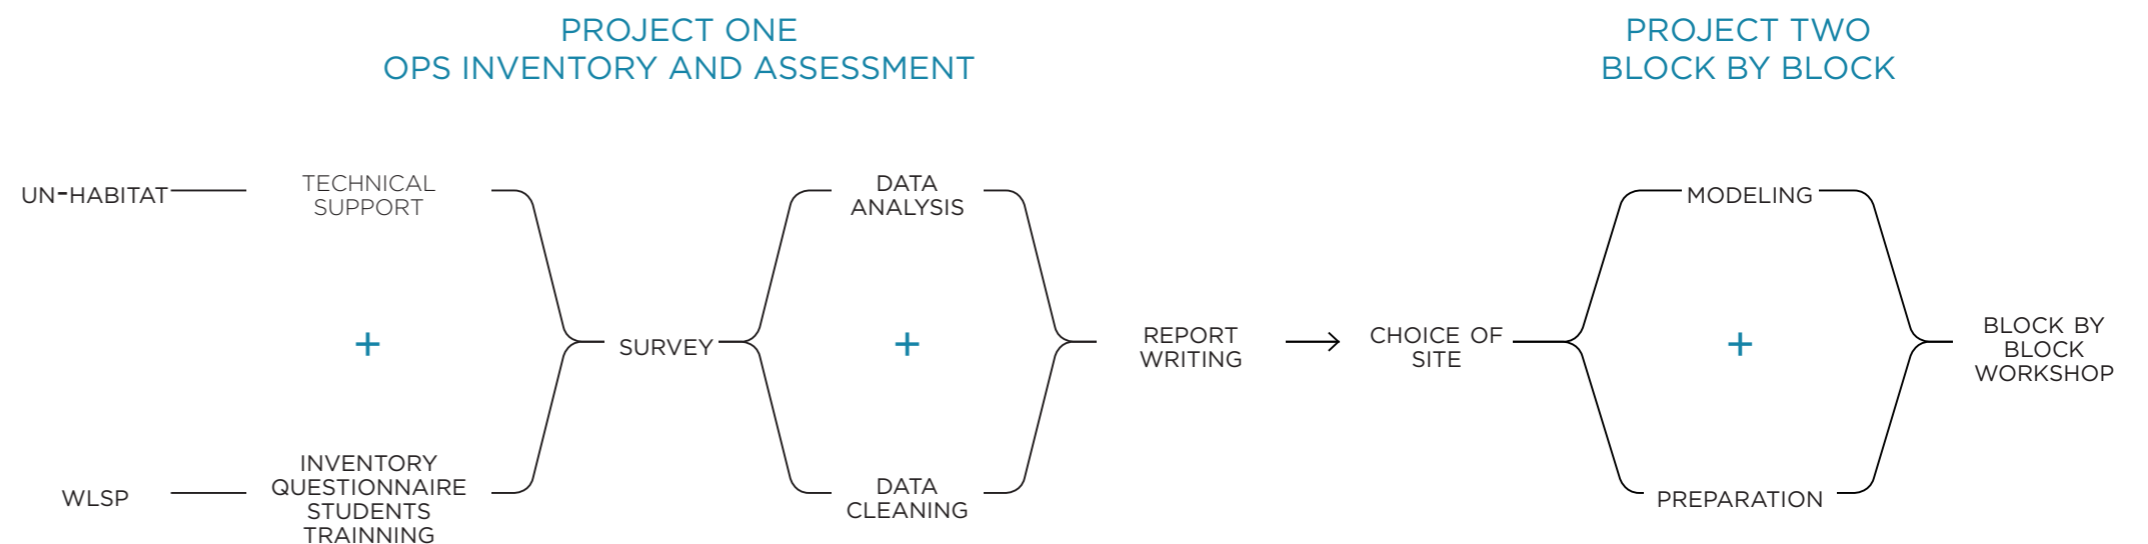 PROJECT ONE
OPS INVENTORY AND ASSESSMENT
PROJECT TWO
BLOCK BY BLOCK
UN-HABITAT
TECHNICAL
SUPPORT
+
WLSP
INVENTORY
QUESTIONNAIRE
STUDENTS
TRAINNING
SURVEY
DATA
ANALYSIS
+
DATA
CLEANING
REPORT
WRITING
CHOICE OF
SITE
MODELING
+
PREPARATION
BLOCK BY
BLOCK
WORKSHOP